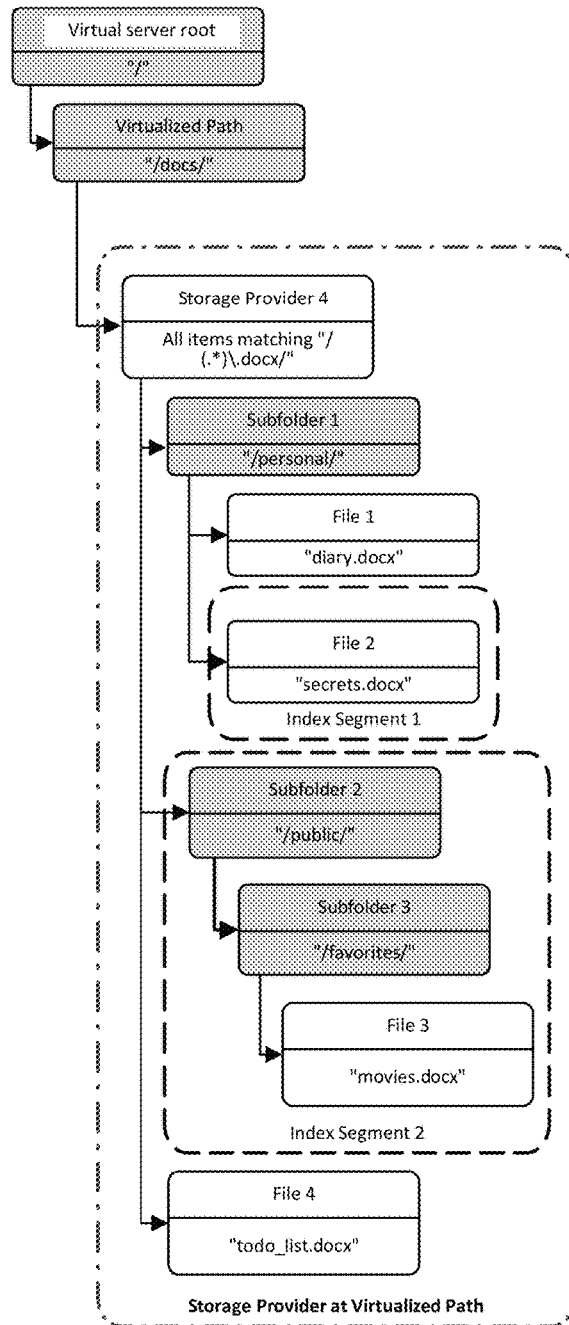 Virtual server root
"/"
Virtualized Path
"/docs/"
Storage Provider 4
All items matching "/
(.*)\.docx/"
Subfolder 1
"/personal/"
File 1
"diary.docx"
File 2
"secrets.docx"
Index Segment 1
Subfolder 2
"/public/"
Subfolder 3
"/favorites/"
File 3
"movies.docx"
Index Segment 2
File 4
"todo_list.docx"
Storage Provider at Virtualized Path